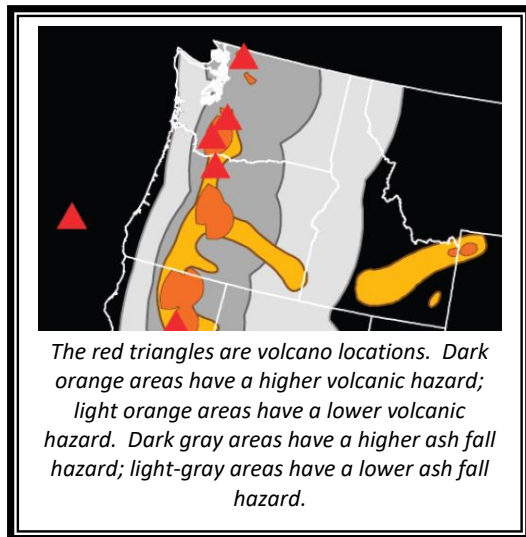 The red triangles are volcano locations.  Dark
orange areas have a higher volcanic hazard;
light orange areas have a lower volcanic
hazard.  Dark gray areas have a higher ash fall
hazard; light-gray areas have a lower ash fall
hazard.